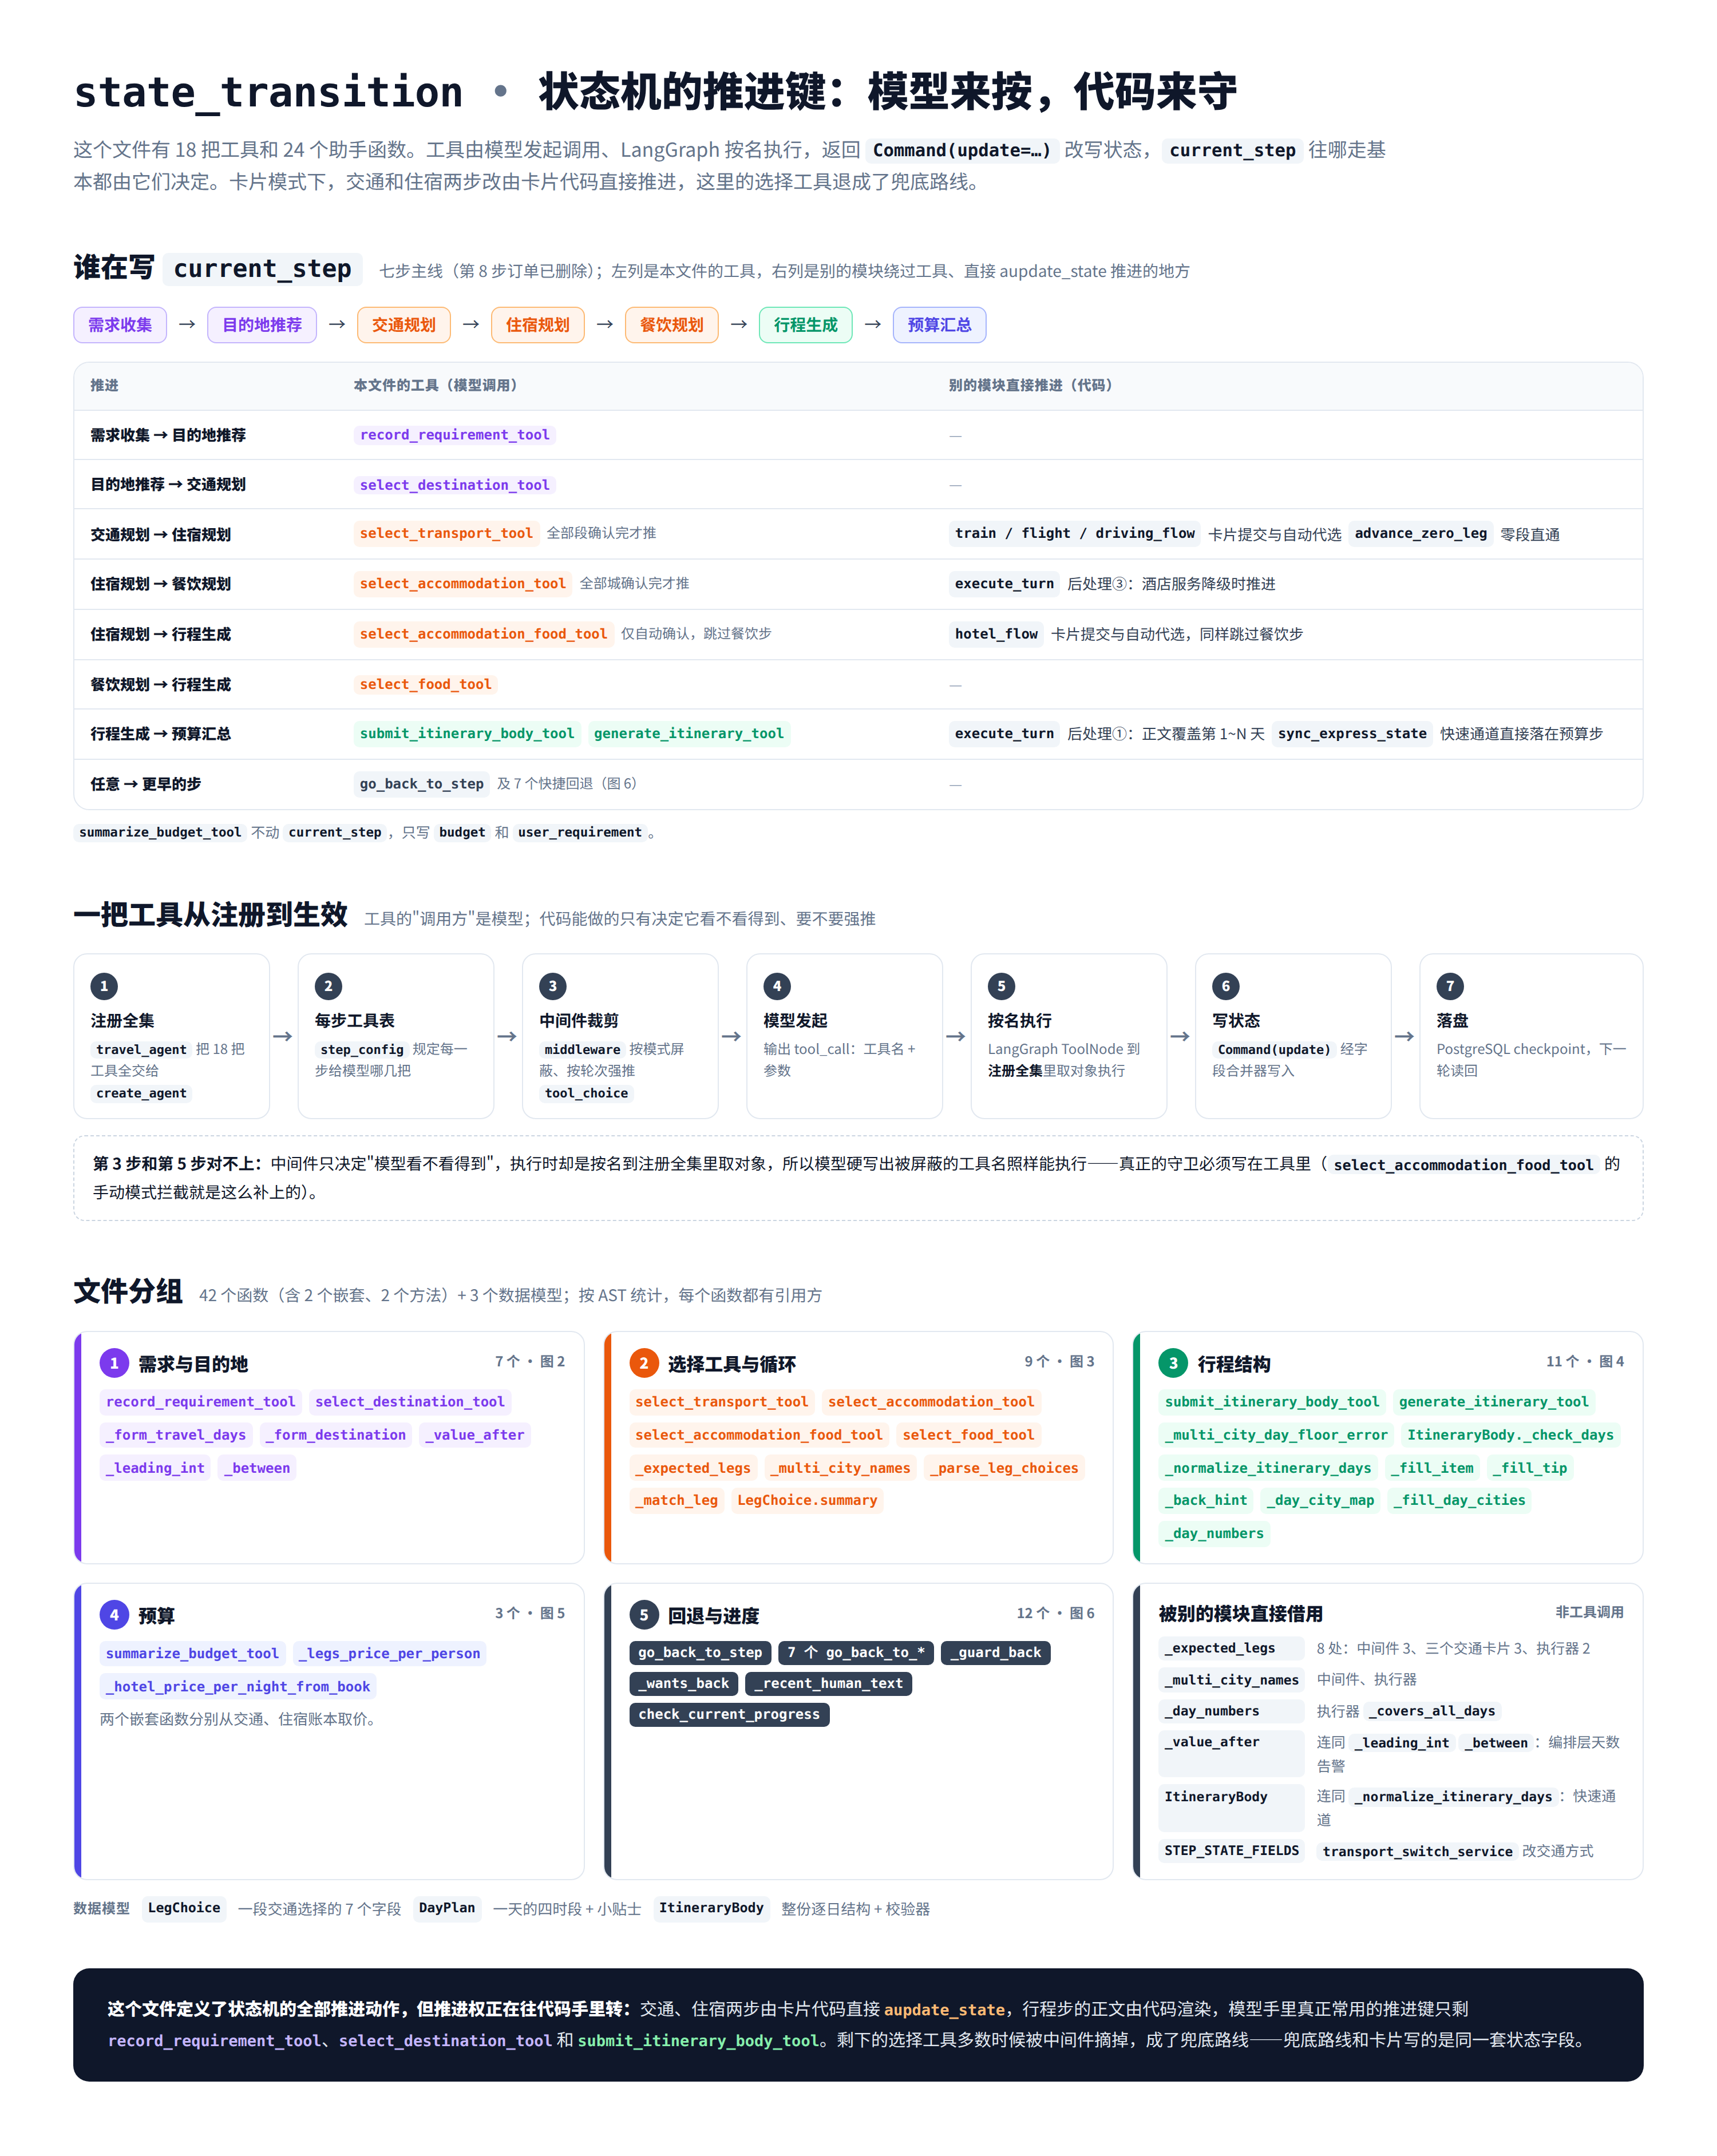 state_transition • 状态机的推进键：模型来按，代码来守
这个文件有 18 把工具和 24 个助手函数。工具由模型发起调用、LangGraph 按名执行，返回 Command(update=…) 改写状态，current_step 往哪走基
本都由它们决定。卡片模式下，交通和住宿两步改由卡片代码直接推进，这里的选择工具退成了兜底路线。
谁在写 current_step 七步主线（第 8 步订单已删除）；左列是本文件的工具，右列是别的模块绕过工具、直接 aupdate_state 推进的地方
需求收集 → 目的地推荐 → 交通规划 → 住宿规划 → 餐饮规划 → 行程生成 → 预算汇总
推进 本文件的工具（模型调用） 别的模块直接推进（代码）
需求收集 → 目的地推荐 record_requirement_tool —
目的地推荐 → 交通规划 select_destination_tool —
交通规划 → 住宿规划 select_transport_tool 全部段确认完才推 train / flight / driving_flow 卡片提交与自动代选 advance_zero_leg 零段直通
住宿规划 → 餐饮规划 select_accommodation_tool 全部城确认完才推 execute_turn 后处理③：酒店服务降级时推进
住宿规划 → 行程生成 select_accommodation_food_tool 仅自动确认，跳过餐饮步 hotel_flow 卡片提交与自动代选，同样跳过餐饮步
餐饮规划 → 行程生成 select_food_tool —
行程生成 → 预算汇总 submit_itinerary_body_tool generate_itinerary_tool execute_turn 后处理①：正文覆盖第 1~N 天 sync_express_state 快速通道直接落在预算步
任意 → 更早的步 go_back_to_step 及 7 个快捷回退（图 6） —
summarize_budget_tool 不动 current_step，只写 budget 和 user_requirement。
一把工具从注册到生效 工具的"调用方"是模型；代码能做的只有决定它看不看得到、要不要强推
1 → 2 → 3 → 4 → 5 → 6 → 7
注册全集
travel_agent 把 18 把
工具全交给
create_agent
每步工具表
step_config 规定每一
步给模型哪几把
中间件裁剪
middleware 按模式屏
蔽、按轮次强推
tool_choice
模型发起
输出 tool_call：工具名 +
参数
按名执行
LangGraph ToolNode 到
注册全集里取对象执行
写状态
Command(update) 经字
段合并器写入
落盘
PostgreSQL checkpoint，下一
轮读回
第 3 步和第 5 步对不上：中间件只决定"模型看不看得到"，执行时却是按名到注册全集里取对象，所以模型硬写出被屏蔽的工具名照样能执行——真正的守卫必须写在工具里（select_accommodation_food_tool 的
手动模式拦截就是这么补上的）。
文件分组 42 个函数（含 2 个嵌套、2 个方法）+ 3 个数据模型；按 AST 统计，每个函数都有引用方
1 需求与目的地 7 个 • 图 2
record_requirement_tool select_destination_tool
_form_travel_days _form_destination _value_after
_leading_int _between
2 选择工具与循环 9 个 • 图 3
select_transport_tool select_accommodation_tool
select_accommodation_food_tool select_food_tool
_expected_legs _multi_city_names _parse_leg_choices
_match_leg LegChoice.summary
3 行程结构 11 个 • 图 4
submit_itinerary_body_tool generate_itinerary_tool
_multi_city_day_floor_error ItineraryBody._check_days
_normalize_itinerary_days _fill_item _fill_tip
_back_hint _day_city_map _fill_day_cities
_day_numbers
4 预算 3 个 • 图 5
summarize_budget_tool _legs_price_per_person
_hotel_price_per_night_from_book
两个嵌套函数分别从交通、住宿账本取价。
5 回退与进度 12 个 • 图 6
go_back_to_step 7 个 go_back_to_* _guard_back
_wants_back _recent_human_text
check_current_progress
被别的模块直接借用 非工具调用
_expected_legs 8 处：中间件 3、三个交通卡片 3、执行器 2
_multi_city_names 中间件、执行器
_day_numbers 执行器 _covers_all_days
_value_after 连同 _leading_int _between：编排层天数
告警
ItineraryBody 连同 _normalize_itinerary_days：快速通
道
STEP_STATE_FIELDS transport_switch_service 改交通方式
数据模型 LegChoice 一段交通选择的 7 个字段 DayPlan 一天的四时段 + 小贴士 ItineraryBody 整份逐日结构 + 校验器
这个文件定义了状态机的全部推进动作，但推进权正在往代码手里转：交通、住宿两步由卡片代码直接 aupdate_state，行程步的正文由代码渲染，模型手里真正常用的推进键只剩
record_requirement_tool、select_destination_tool 和 submit_itinerary_body_tool。剩下的选择工具多数时候被中间件摘掉，成了兜底路线——兜底路线和卡片写的是同一套状态字段。